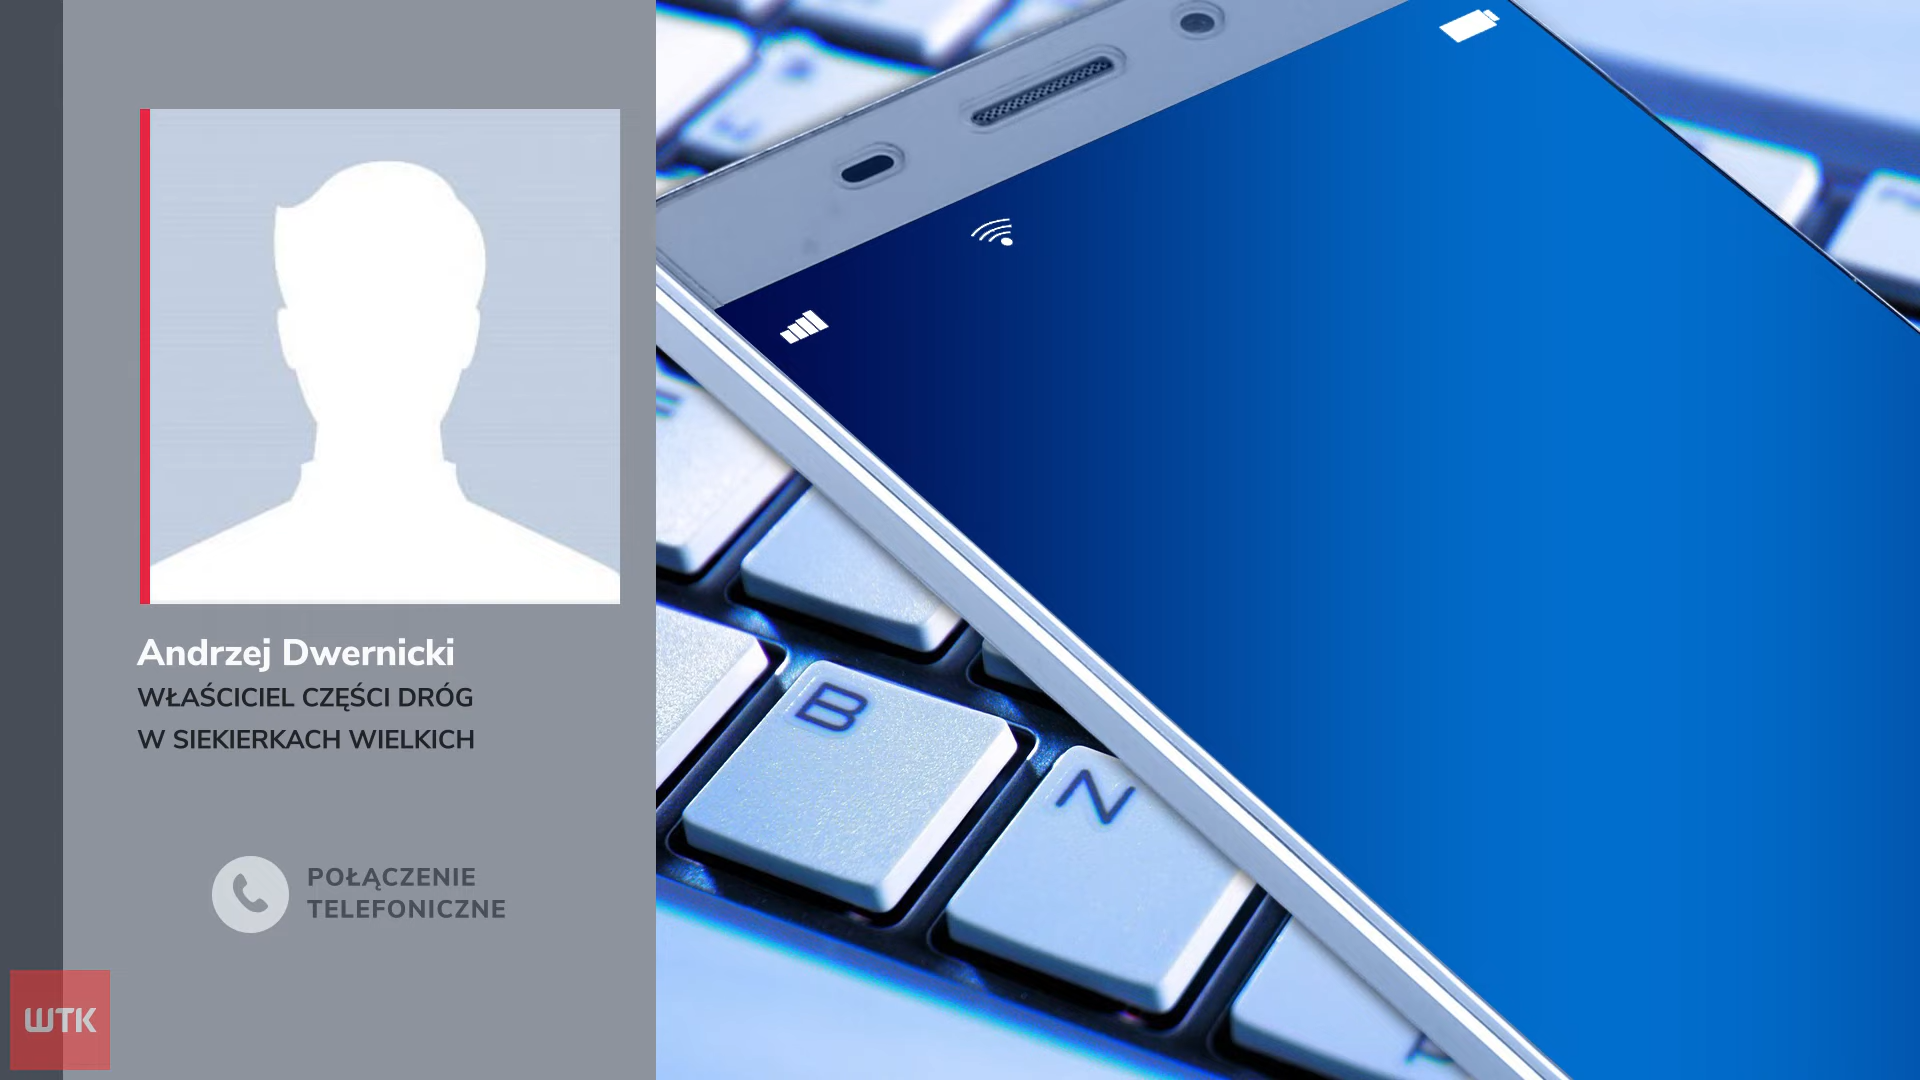 Andrzej Dwernicki
WŁAŚCICIEL CZĘŚCI DRÓG
W SIEKIERKACH WIELKICH
POŁĄCZENIE
TELEFONICZNE
WTK
B
N